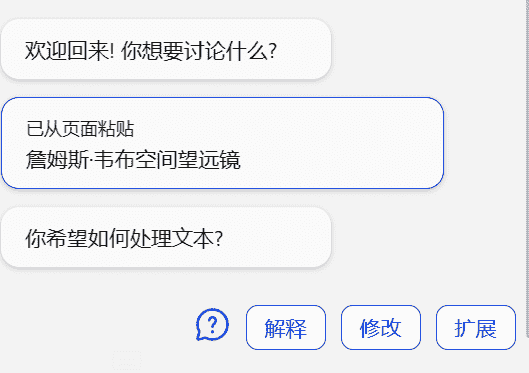 欢迎回来! 你想要讨论什么?
已从页面粘贴
詹姆斯·韦布空间望远镜
你希望如何处理文本?
解释 修改 扩展